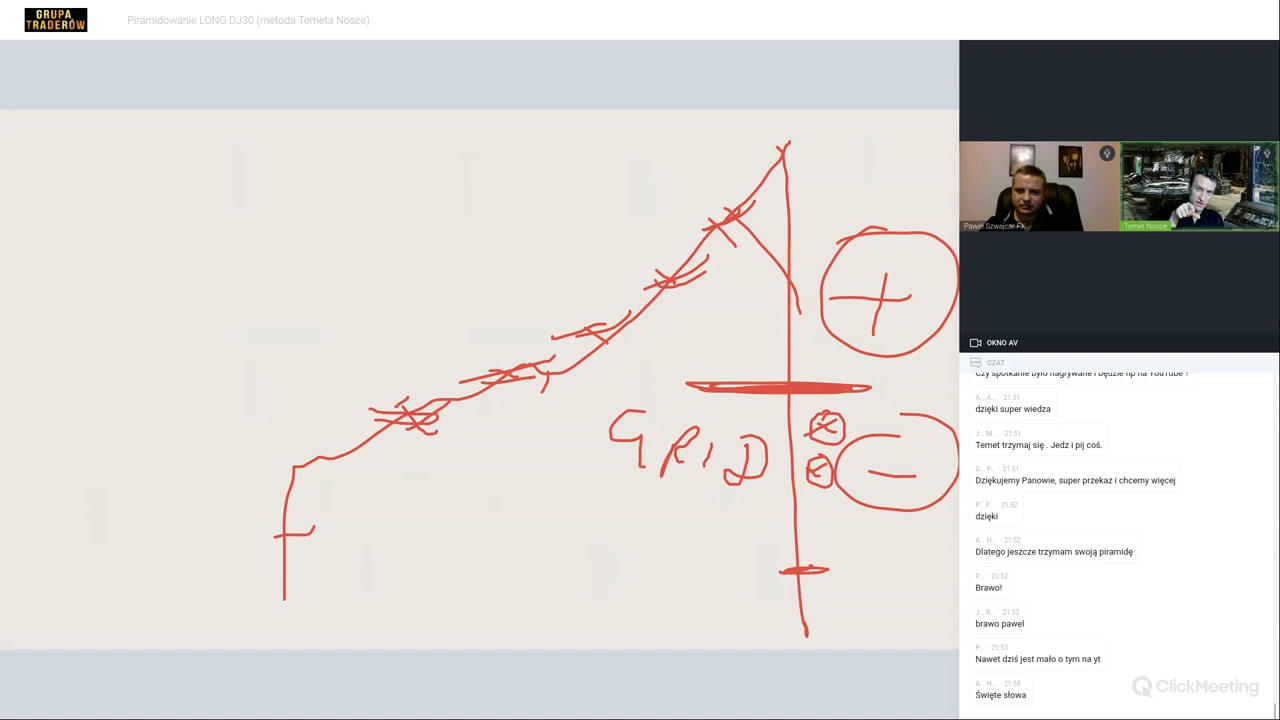 GRUPA
TRADERÓW
Piramidowanie LONG DJ30 (metoda Temeta Nosce)
GRID
Paweł Szwajcar FX
Temet Nosce
OKNO AV
CZAT
Czy spotkanie było nagrywane i będzie np na YouTube ?
A... A... 21:51
dzięki super wiedza
J... M... 21:51
Temet trzymaj się . Jedz i pij coś.
G... P... 21:51
Dziękujemy Panowie, super przekaz i chcemy więcej
P... P... 21:52
dzięki
A... H... 21:52
Dlatego jeszcze trzymam swoją piramidę
P... 21:52
Brawo!
J... R... 21:52
brawo pawel
P... 21:53
Nawet dziś jest mało o tym na yt
A... H... 21:58
Święte słowa
ClickMeeting